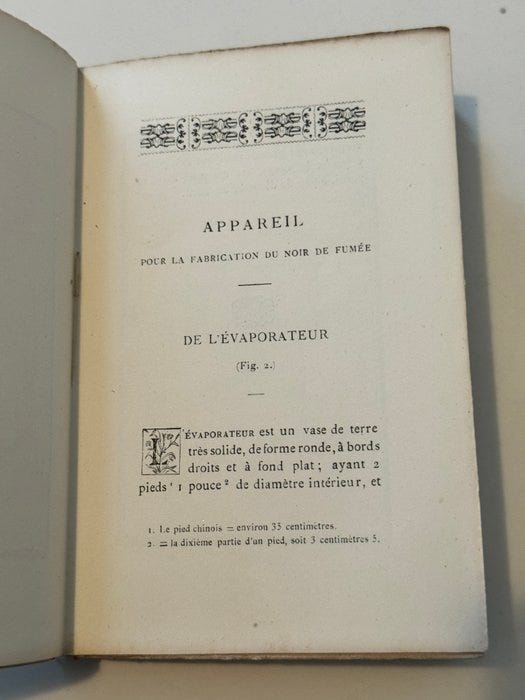 APPAREIL
POUR LA FABRICATION DU NOIR DE FUMÉE
DE L'ÉVAPORATEUR
(Fig. 2.)
L'ÉVAPORATEUR est un vase de terre
très solide, de forme ronde, à bords
droits et à fond plat; ayant 2
pieds¹ 1 pouce² de diamètre intérieur, et
1. Le pied chinois = environ 35 centimètres.
2. = la dixième partie d'un pied, soit 3 centimètres 5.